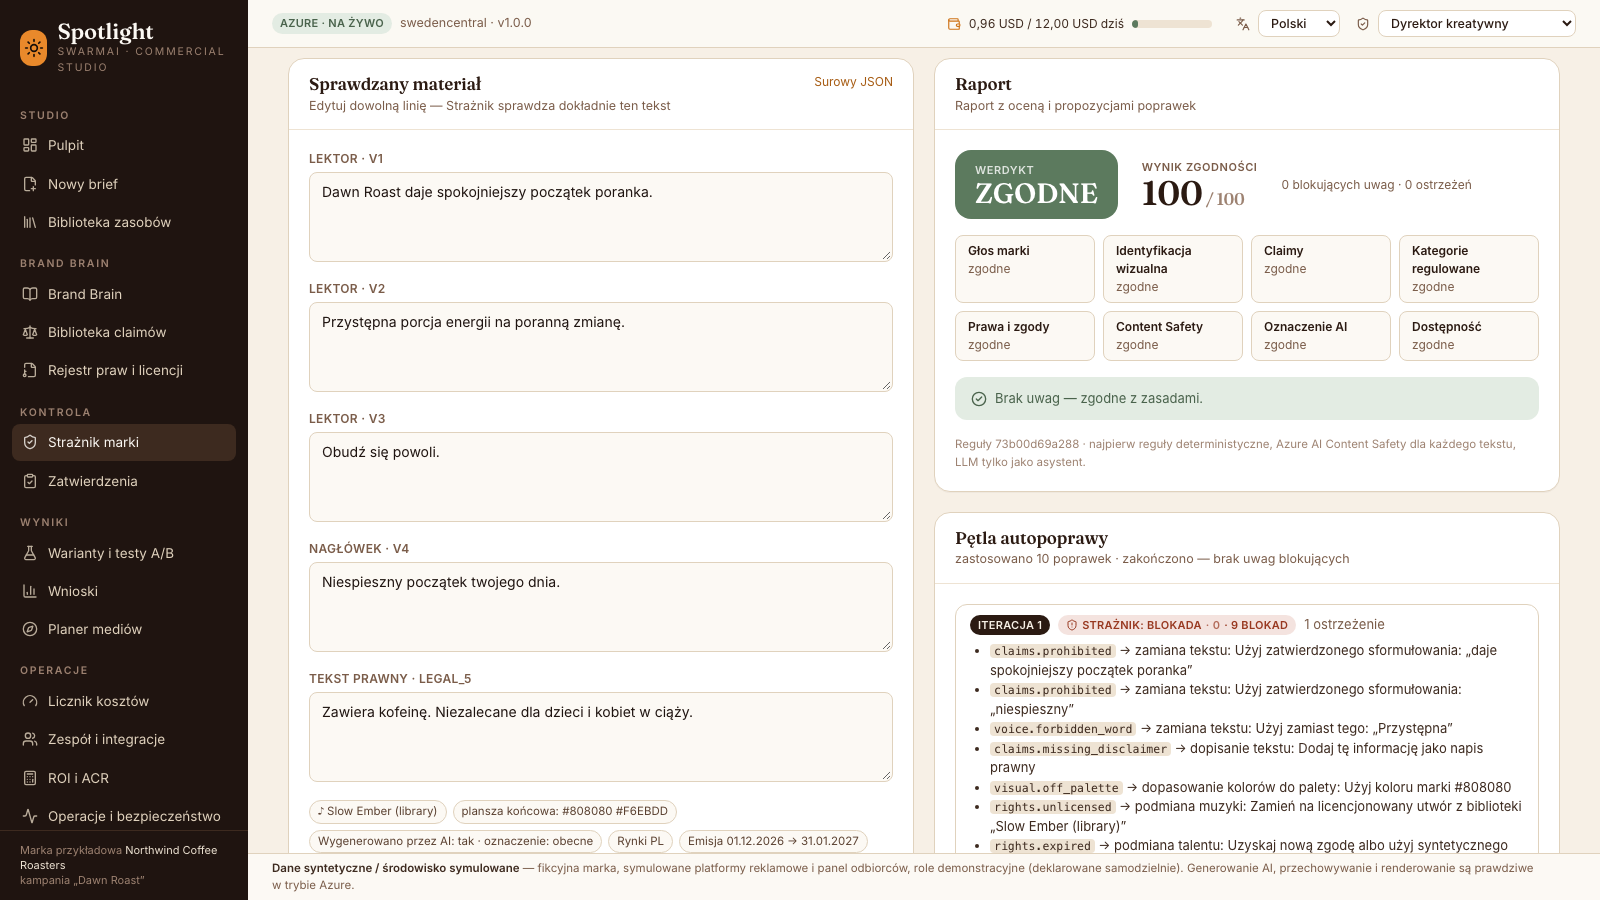 Spotlight
SWARMAI · COMMERCIAL
STUDIO
STUDIO
Pulpit
Nowy brief
Biblioteka zasobów
BRAND BRAIN
Brand Brain
Biblioteka claimów
Rejestr praw i licencji
KONTROLA
Strażnik marki
Zatwierdzenia
WYNIKI
Warianty i testy A/B
Wnioski
Planer mediów
OPERACJE
Licznik kosztów
Zespół i integracje
ROI i ACR
Operacje i bezpieczeństwo
Marka przykładowa Northwind Coffee
Roasters
kampania „Dawn Roast”
AZURE · NA ŻYWO swedencentral · v1.0.0
0,96 USD / 12,00 USD dziś
Polski
Dyrektor kreatywny
Sprawdzany materiał
Surowy JSON
Edytuj dowolną linię — Strażnik sprawdza dokładnie ten tekst
LEKTOR · V1
Dawn Roast daje spokojniejszy początek poranka.
LEKTOR · V2
Przystępna porcja energii na poranną zmianę.
LEKTOR · V3
Obudź się powoli.
NAGŁÓWEK · V4
Niespieszny początek twojego dnia.
TEKST PRAWNY · LEGAL_5
Zawiera kofeinę. Niezalecane dla dzieci i kobiet w ciąży.
♪ Slow Ember (library) plansza końcowa: #808080 #F6EBDD
Wygenerowano przez AI: tak · oznaczenie: obecne Rynki PL Emisja 01.12.2026 → 31.01.2027
Raport
Raport z oceną i propozycjami poprawek
WERDYKT
ZGODNE
WYNIK ZGODNOŚCI
100 / 100
0 blokujących uwag · 0 ostrzeżeń
Głos marki
zgodne
Identyfikacja
wizualna
zgodne
Claimy
zgodne
Kategorie
regulowane
zgodne
Prawa i zgody
zgodne
Content Safety
zgodne
Oznaczenie AI
zgodne
Dostępność
zgodne
Brak uwag — zgodne z zasadami.
Reguły 73b00d69a288 · najpierw reguły deterministyczne, Azure AI Content Safety dla każdego tekstu,
LLM tylko jako asystent.
Pętla autopoprawy
zastosowano 10 poprawek · zakończono — brak uwag blokujących
ITERACJA 1 STRAŻNIK: BLOKADA · 0 · 9 BLOKAD 1 ostrzeżenie
• claims.prohibited → zamiana tekstu: Użyj zatwierdzonego sformułowania: „daje
spokojniejszy początek poranka”
• claims.prohibited → zamiana tekstu: Użyj zatwierdzonego sformułowania:
„niespieszny”
• voice.forbidden_word → zamiana tekstu: Użyj zamiast tego: „Przystępna”
• claims.missing_disclaimer → dopisanie tekstu: Dodaj tę informację jako napis
prawny
• visual.off_palette → dopasowanie kolorów do palety: Użyj koloru marki #808080
• rights.unlicensed → podmiana muzyki: Zamień na licencjonowany utwór z biblioteki
„Slow Ember (library)”
• rights.expired → podmiana talentu: Uzyskaj nową zgodę albo użyj syntetycznego
Dane syntetyczne / środowisko symulowane — fikcyjna marka, symulowane platformy reklamowe i panel odbiorców, role demonstracyjne (deklarowane samodzielnie). Generowanie AI, przechowywanie i renderowanie są prawdziwe
w trybie Azure.